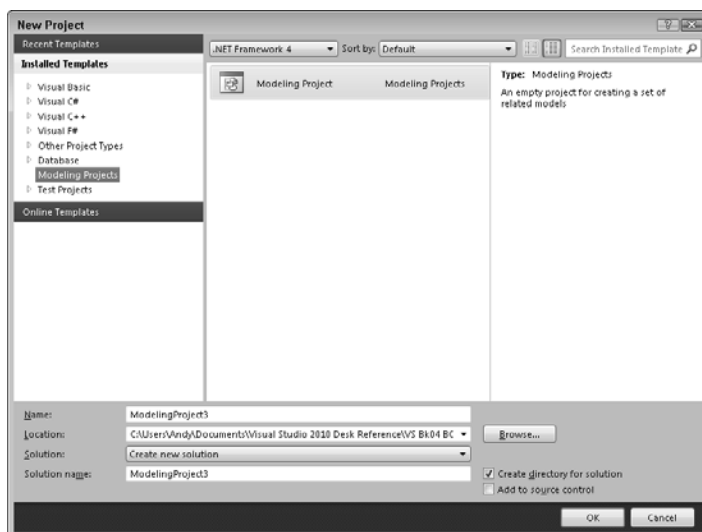 New Project
Recent Templates
.NET Framework 4
Sort by: Default
Search Installed Template
Installed Templates
Visual Basic
Visual C#
Visual C++
Visual F#
Other Project Types
Database
Modeling Projects
Test Projects
Online Templates
Modeling Project Modeling Projects
Type: Modeling Projects
An empty project for creating a set of
related models
Name: ModelingProject3
Location: C:\Users\Andy\Documents\Visual Studio 2010 Desk Reference\VS Bk04 BC
Browse...
Solution: Create new solution
Solution name: ModelingProject3
Create directory for solution
Add to source control
OK Cancel